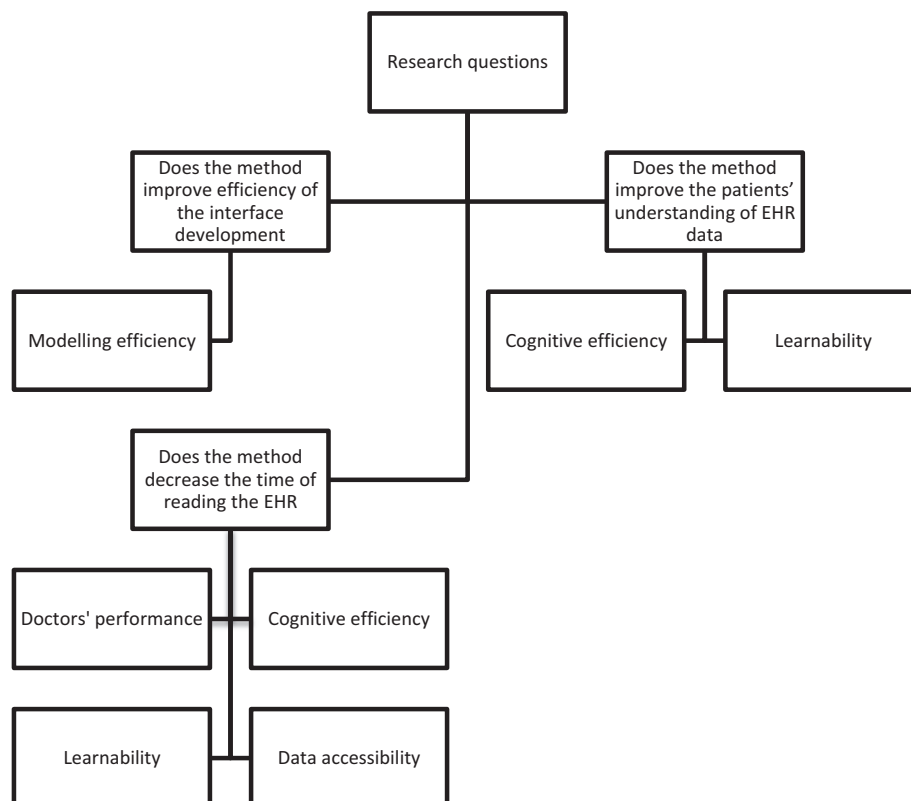 Research questions
Does the method
improve efficiency of
the interface
development
Does the method
improve the patients’
understanding of EHR
data
Modelling efficiency
Cognitive efficiency
Learnability
Does the method
decrease the time of
reading the EHR
Doctors' performance
Cognitive efficiency
Learnability
Data accessibility